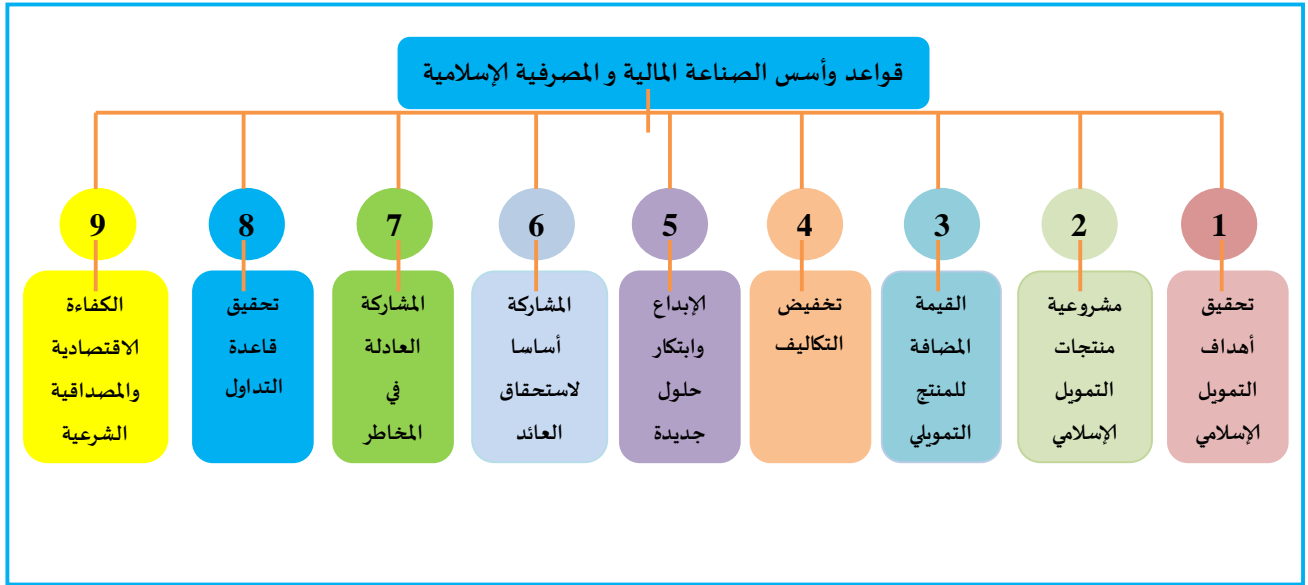 قواعد وأسس الصناعة المالية و المصرفية الإسلامية
1
تحقيق
أهداف
التمويل
الإسلامي
2
مشروعية
منتجات
التمويل
الإسلامي
3
القيمة
المضافة
للمنتج
التمويلي
4
تخفيض
التكاليف
5
الإبداع
وابتكار
حلول
جديدة
6
المشاركة
أساسا
لاستحقاق
العائد
7
المشاركة
العادلة
في
المخاطر
8
تحقيق
قاعدة
التداول
9
الكفاءة
الاقتصادية
والمصداقية
الشرعية